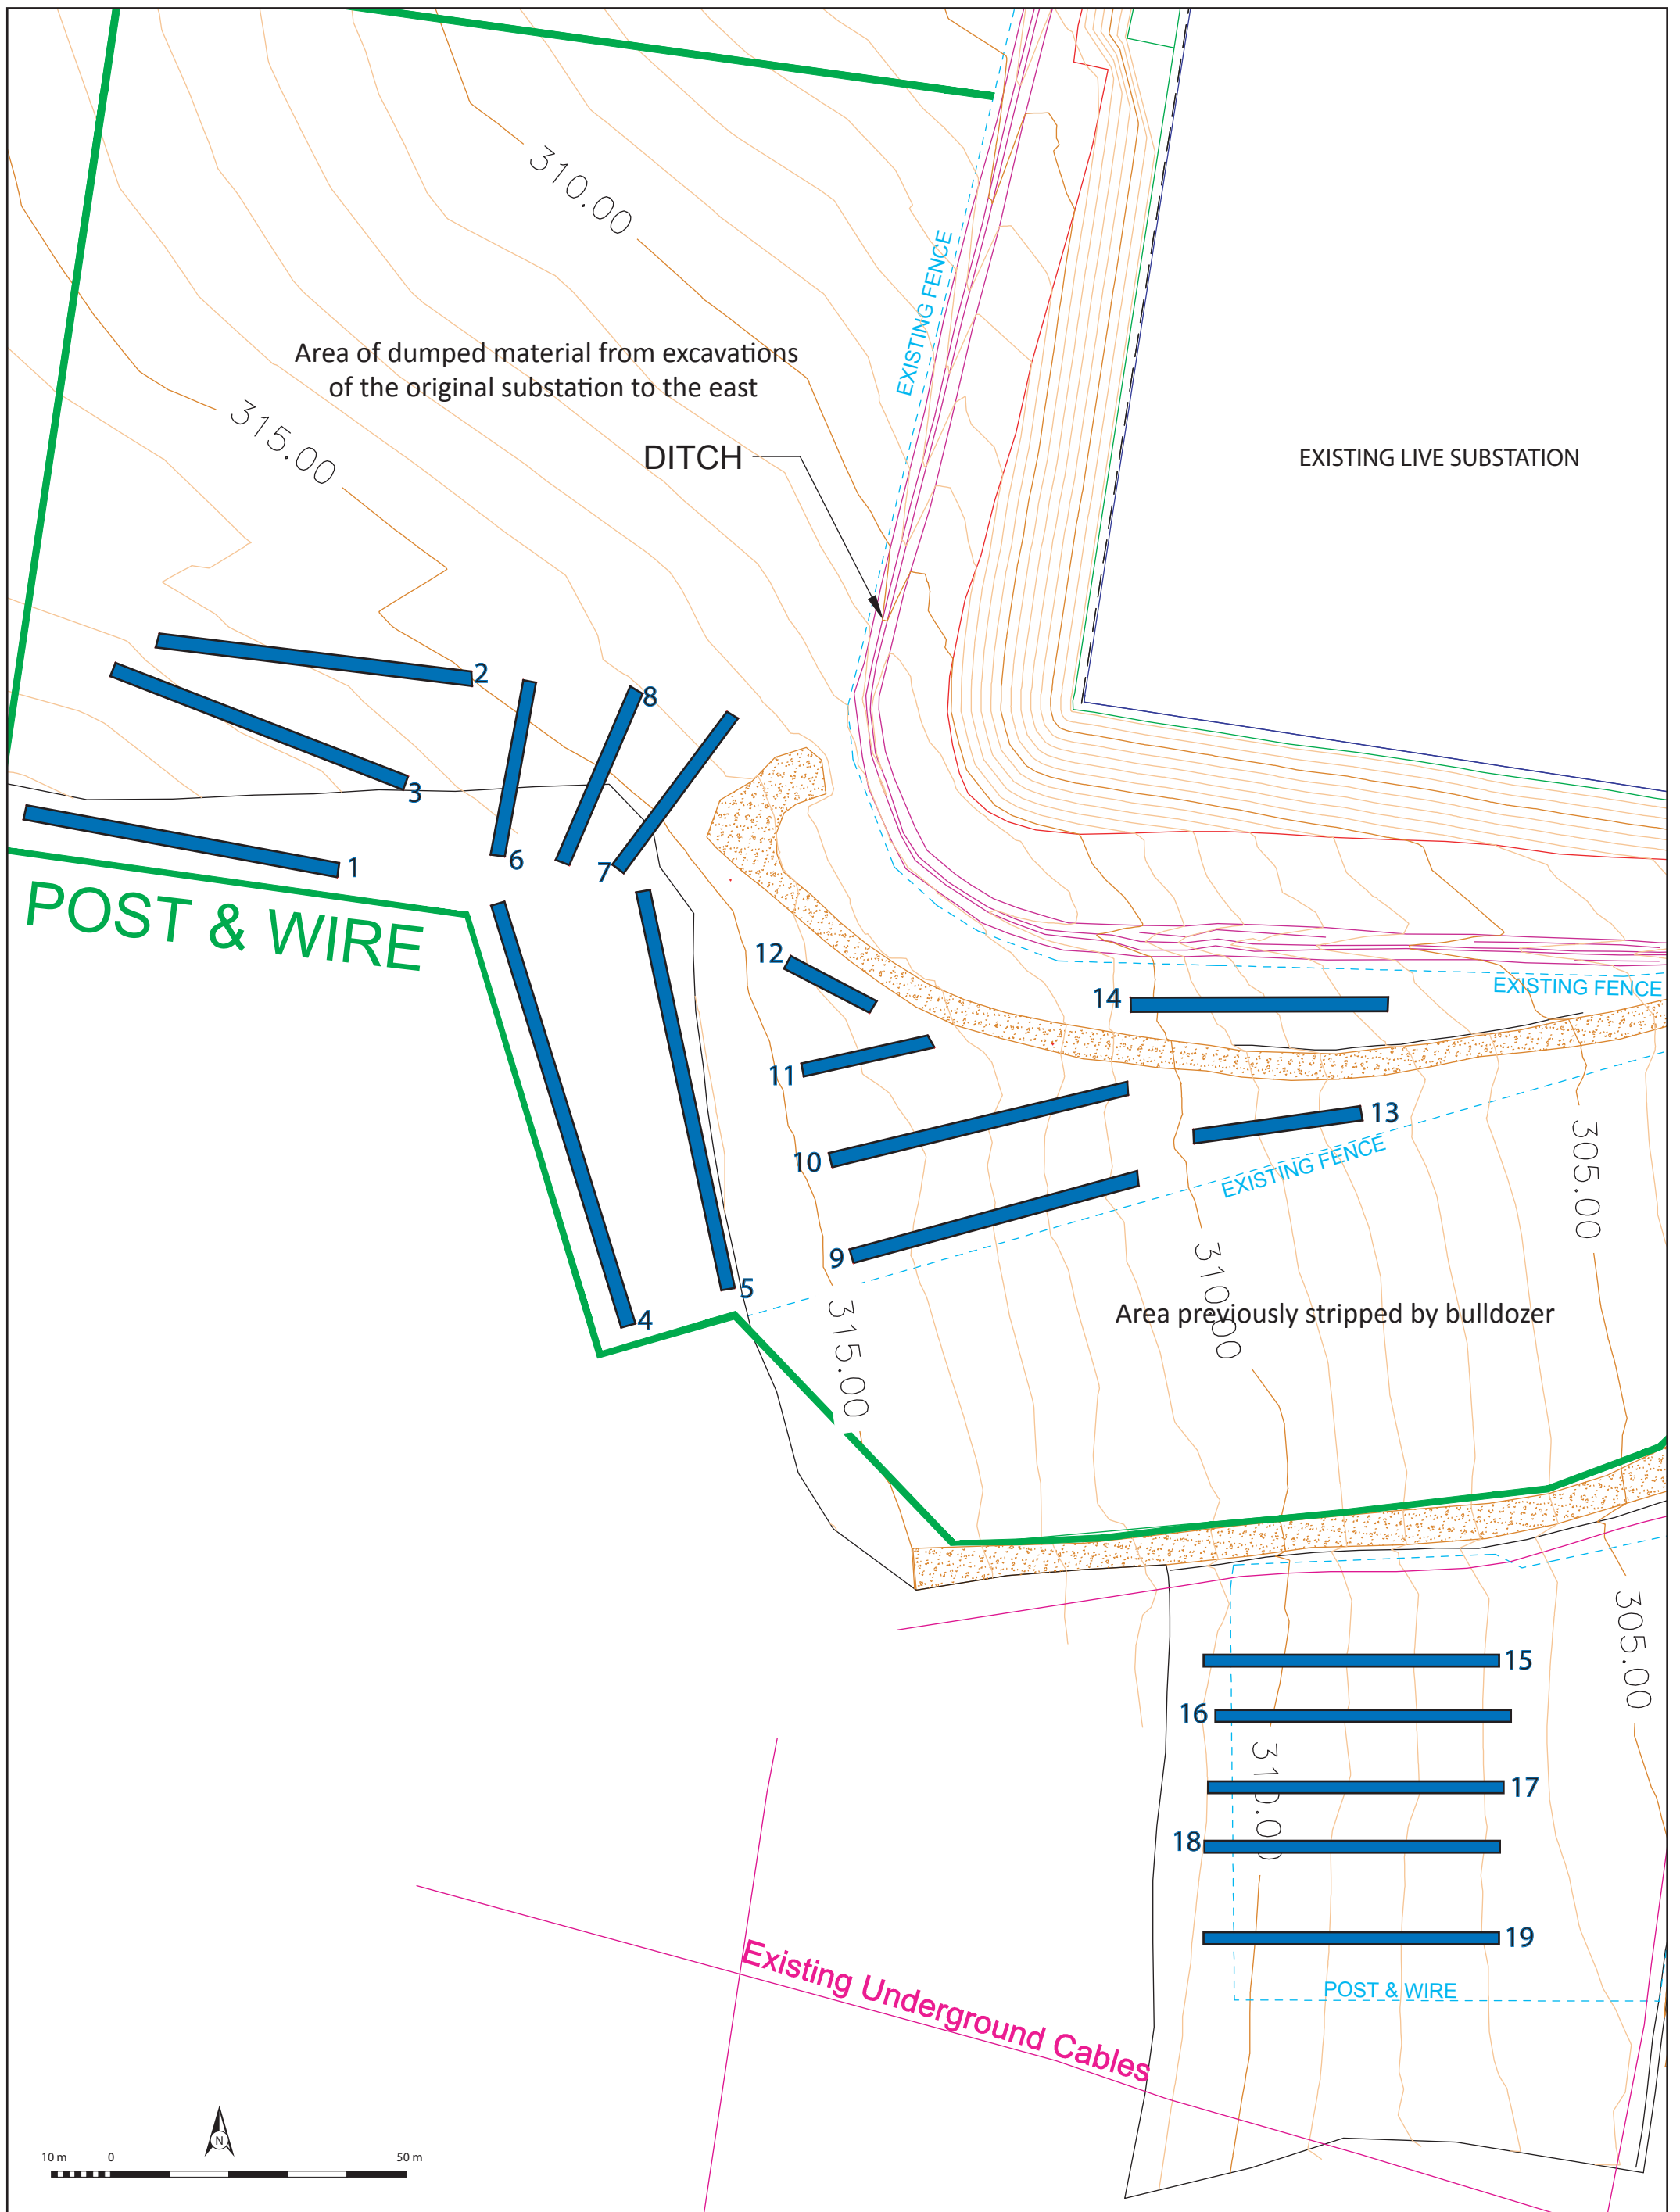 310.00
EXISTING FENCE
Area of dumped material from excavations
of the original substation to the east
315.00
DITCH
EXISTING LIVE SUBSTATION
2
8
3
1
6
7
POST & WIRE
12
14
EXISTING FENCE
11
13
10
EXISTING FENCE
305.00
9
5
4
310.00
Area previously stripped by bulldozer
315.00
305.00
15
16
310.00
17
18
19
POST & WIRE
Existing Underground Cables
N
10 m 0 50 m